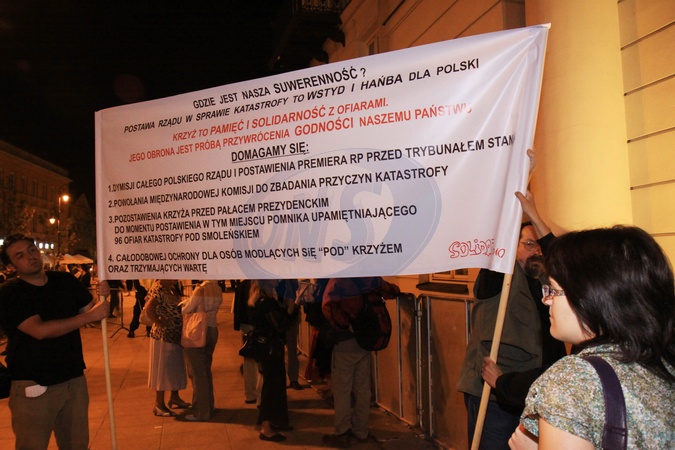 GDZIE JEST NASZA SUWERENNOŚĆ?
POSTAWA RZĄDU W SPRAWIE KATASTROFY TO WSTYD I HAŃBA DLA POLSKI
KRZYŻ TO PAMIĘĆ I SOLIDARNOŚĆ Z OFIARAMI.
JEGO OBRONA JEST PRÓBĄ PRZYWRÓCENIA GODNOŚCI NASZEMU PAŃSTWU
DOMAGAMY SIĘ:
1.DYMISJI CAŁEGO POLSKIEGO RZĄDU I POSTAWIENIA PREMIERA RP PRZED TRYBUNAŁEM STAN
2.POWOŁANIA MIĘDZYNARODOWEJ KOMISJI DO ZBADANIA PRZYCZYN KATASTROFY
3.POZOSTAWIENIA KRZYŻA PRZED PAŁACEM PREZYDENCKIM
DO MOMENTU POSTAWIENIA W TYM MIEJSCU POMNIKA UPAMIĘTNIAJĄCEGO
96 OFIAR KATASTROFY POD SMOLEŃSKIEM
4. CAŁODOBOWEJ OCHRONY DLA OSÓB MODLĄCYCH SIĘ "POD" KRZYŻEM
ORAZ TRZYMAJĄCYCH WARTĘ